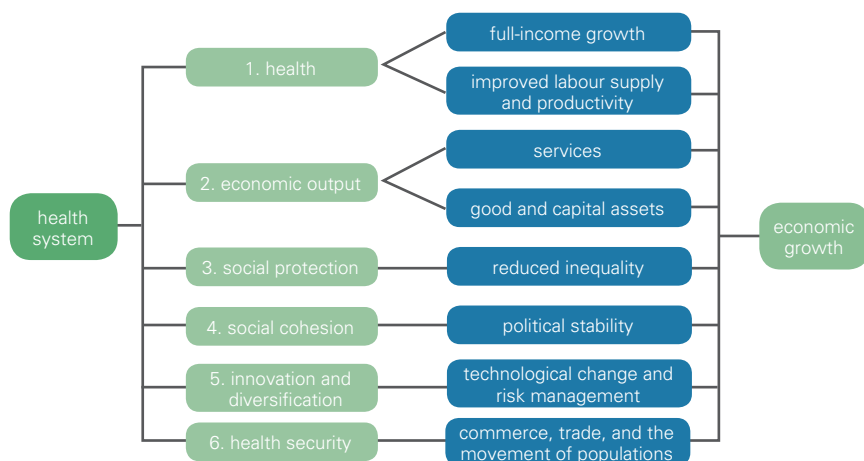 health
system
1. health
2. economic output
3. social protection
4. social cohesion
5. innovation and
diversification
6. health security
full-income growth
improved labour supply
and productivity
services
good and capital assets
reduced inequality
political stability
technological change and
risk management
commerce, trade, and the
movement of populations
economic
growth